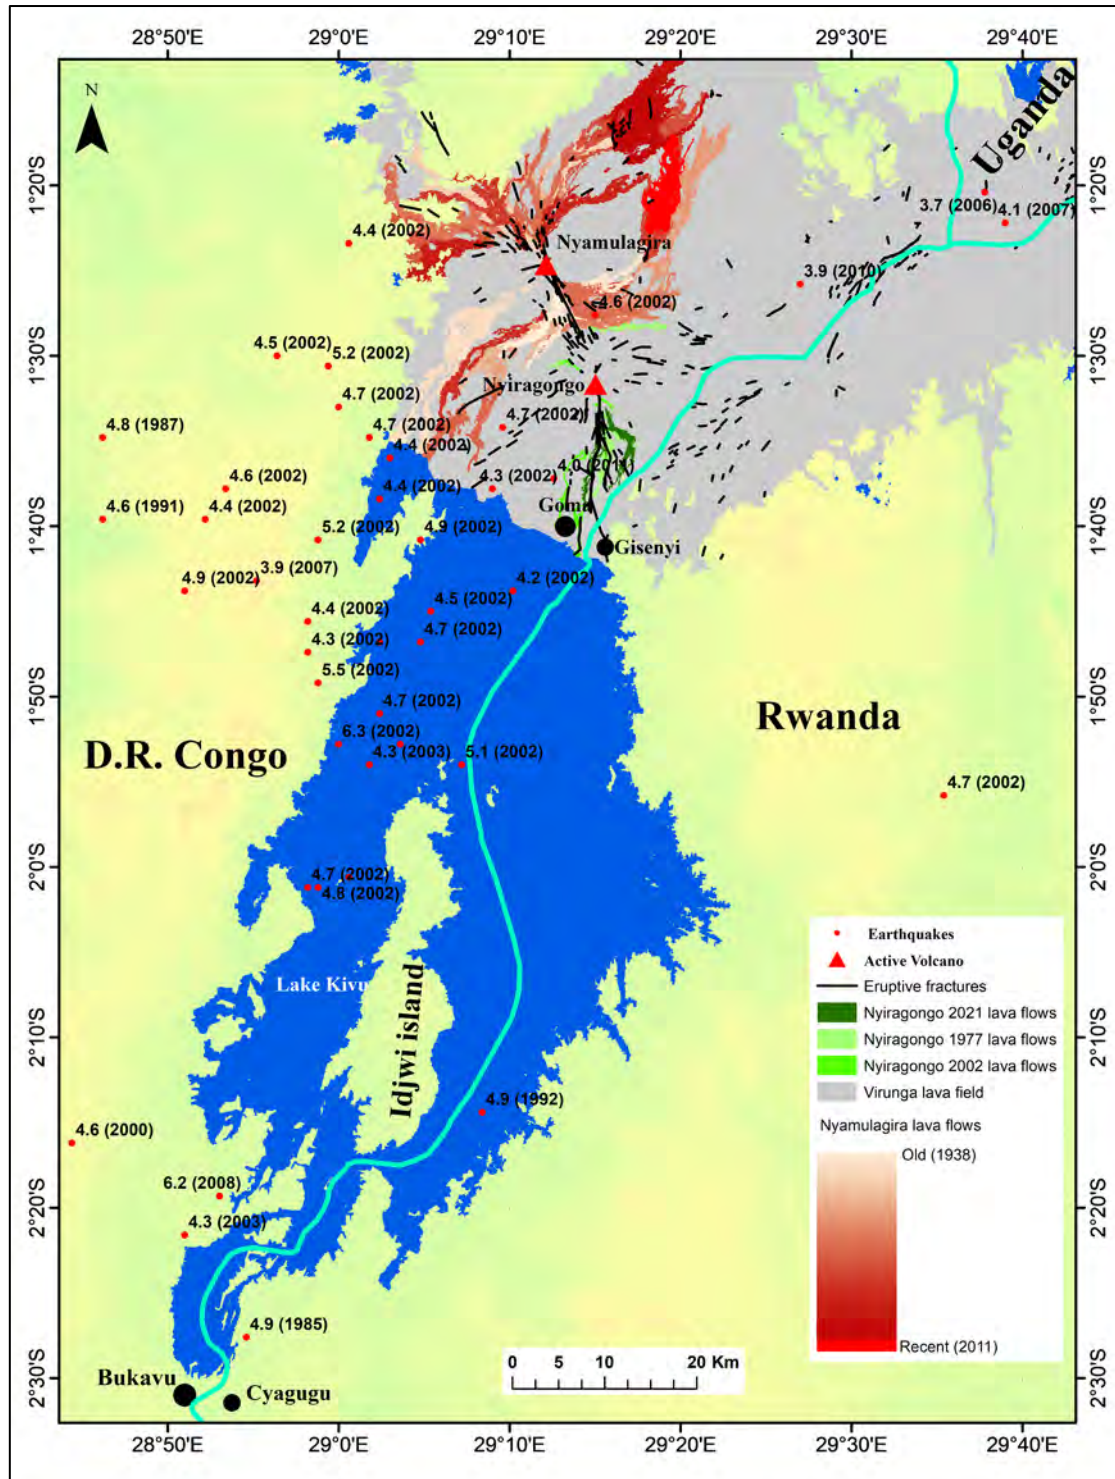 28°50'E
29°0'E
29°10'E
29°20'E
29°30'E
29°40'E
N
Uganda
1°20'S
1°20'S
3.7 (2006)
4.1 (2007)
4.4 (2002)
Nyamulagira
3.9 (2010)
4.6 (2002)
1°30'S
1°30'S
4.5 (2002)
5.2 (2002)
Nyiragongo
4.7 (2002)
4.7 (2002)
4.7 (2002)
4.8 (1987)
4.4 (2002)
4.6 (2002)
4.4 (2002)
4.3 (2002)
4.0 (2011)
Goma
4.6 (1991)
4.4 (2002)
5.2 (2002)
4.9 (2002)
1°40'S
1°40'S
Gisenyi
4.9 (2002)
3.9 (2007)
4.2 (2002)
4.4 (2002)
4.5 (2002)
4.3 (2002)
4.7 (2002)
5.5 (2002)
1°50'S
1°50'S
4.7 (2002)
Rwanda
6.3 (2002)
4.3 (2003)
5.1 (2002)
D.R. Congo
4.7 (2002)
2°0'S
2°0'S
4.7 (2002)
4.8 (2002)
Lake Kivu
Idjwi island
Earthquakes
Active Volcano
Eruptive fractures
Nyiragongo 2021 lava flows
Nyiragongo 1977 lava flows
Nyiragongo 2002 lava flows
Virunga lava field
Nyamulagira lava flows
Old (1938)
Recent (2011)
2°10'S
2°10'S
4.9 (1992)
4.6 (2000)
6.2 (2008)
2°20'S
2°20'S
4.3 (2003)
4.9 (1985)
0 5 10 20 Km
2°30'S
2°30'S
Bukavu
Cyagugu
28°50'E
29°0'E
29°10'E
29°20'E
29°30'E
29°40'E